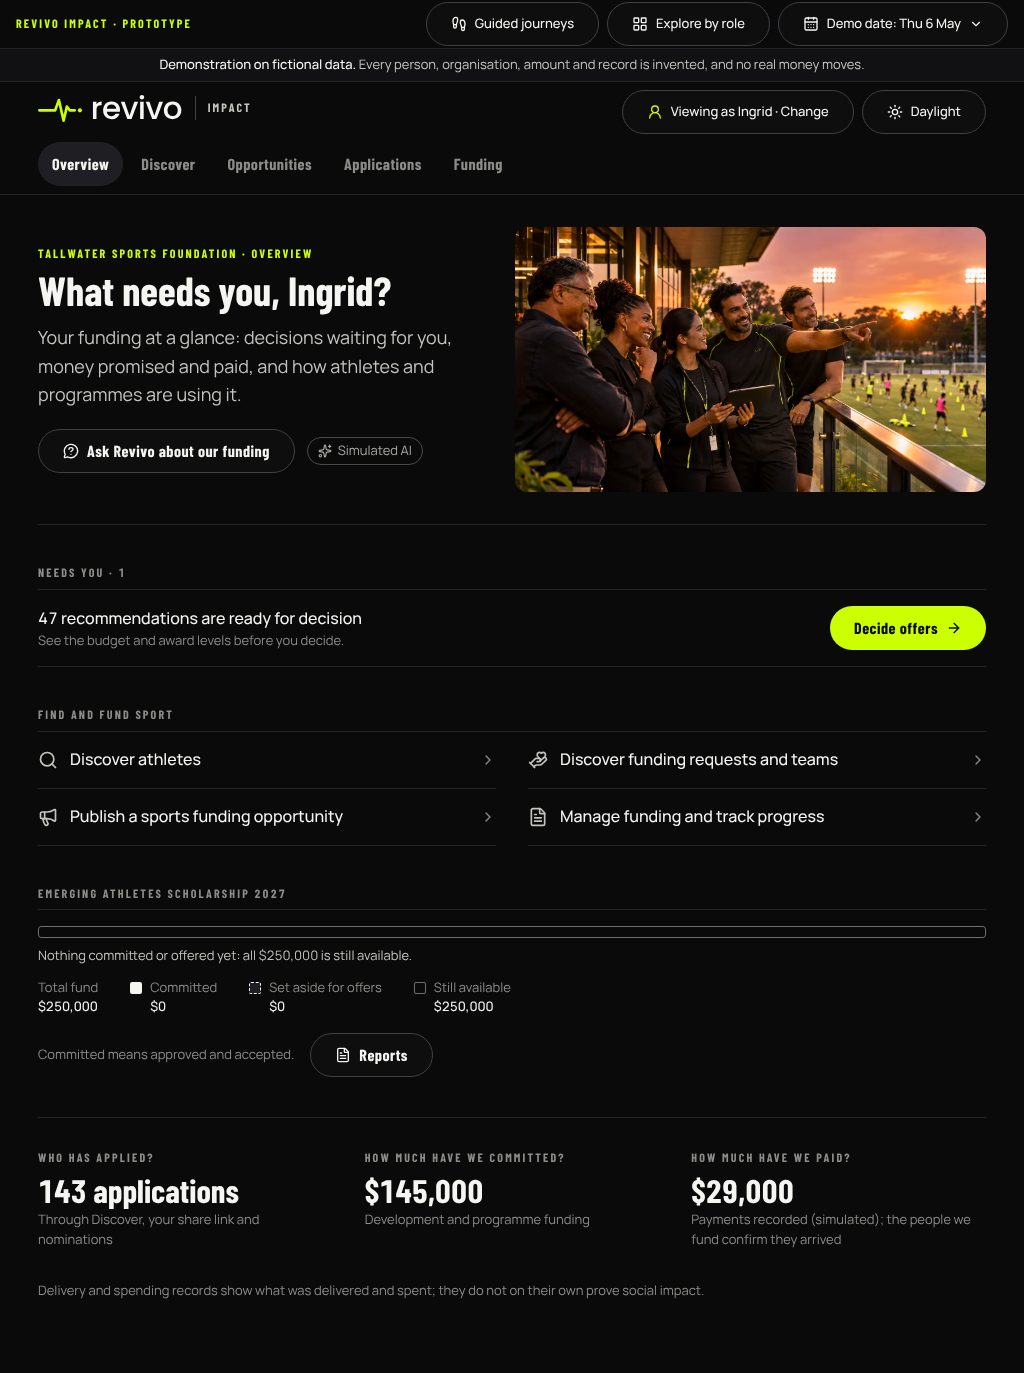 REVIVO IMPACT · PROTOTYPE
Guided journeys
Explore by role
Demo date: Thu 6 May
Demonstration on fictional data. Every person, organisation, amount and record is invented, and no real money moves.
revivo
IMPACT
Viewing as Ingrid · Change
Daylight
Overview
Discover
Opportunities
Applications
Funding
TALLWATER SPORTS FOUNDATION · OVERVIEW
What needs you, Ingrid?
Your funding at a glance: decisions waiting for you,
money promised and paid, and how athletes and
programmes are using it.
Ask Revivo about our funding
Simulated AI
NEEDS YOU · 1
47 recommendations are ready for decision
See the budget and award levels before you decide.
Decide offers
FIND AND FUND SPORT
Discover athletes
Discover funding requests and teams
Publish a sports funding opportunity
Manage funding and track progress
EMERGING ATHLETES SCHOLARSHIP 2027
Nothing committed or offered yet: all $250,000 is still available.
Total fund
$250,000
Committed
$0
Set aside for offers
$0
Still available
$250,000
Committed means approved and accepted.
Reports
WHO HAS APPLIED?
143 applications
Through Discover, your share link and
nominations
HOW MUCH HAVE WE COMMITTED?
$145,000
Development and programme funding
HOW MUCH HAVE WE PAID?
$29,000
Payments recorded (simulated); the people we
fund confirm they arrived
Delivery and spending records show what was delivered and spent; they do not on their own prove social impact.